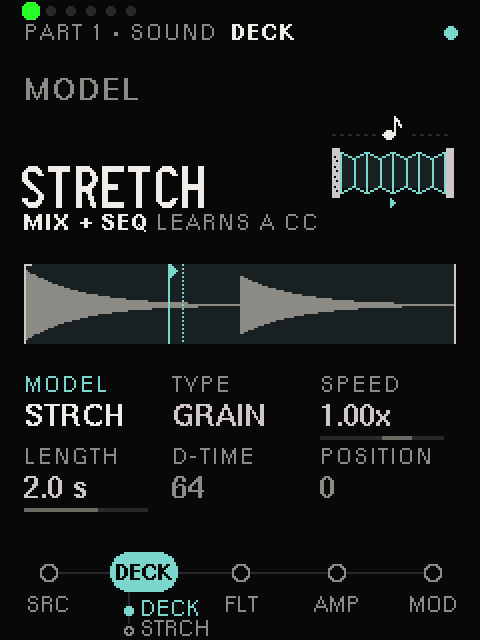 PART 1 · SOUND DECK
MODEL
STRETCH
MIX + SEQ LEARNS A CC
MODEL TYPE SPEED
STRCH GRAIN 1.00x
LENGTH D-TIME POSITION
2.0 s 64 0
DECK
SRC DECK FLT AMP MOD
STRCH